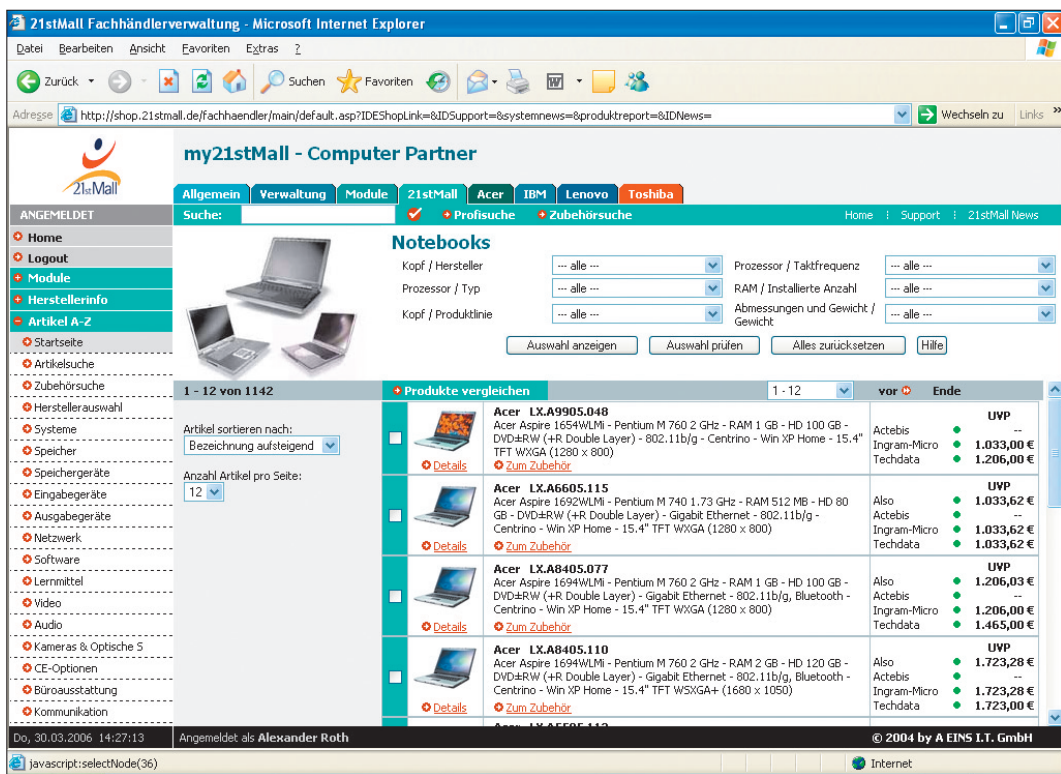 21stMall Fachhändlerverwaltung - Microsoft Internet Explorer
Datei Bearbeiten Ansicht Favoriten Extras ?
Zurück Suchen Favoriten
Adresse http://shop.21stmall.de/fachhaendler/main/default.asp?IDEShopLink=&IDSupport=&systemnews=&produktreport=&IDNews= Wechseln zu Links »
21stMall
my21stMall - Computer Partner
Allgemein Verwaltung Module 21stMall Acer IBM Lenovo Toshiba
ANGEMELDET
Suche: Profisuche Zubehörsuche Home Support 21stMall News
Home
Logout
Module
Herstellerinfo
Artikel A-Z
Startseite
Artikelsuche
Zubehörsuche
Herstellerauswahl
Systeme
Speicher
Speichergeräte
Eingabegeräte
Ausgabegeräte
Netzwerk
Software
Lernmittel
Video
Audio
Kameras & Optische S
CE-Optionen
Büroausstattung
Kommunikation
Notebooks
Kopf / Hersteller --- alle --- Prozessor / Taktfrequenz --- alle ---
Prozessor / Typ --- alle --- RAM / Installierte Anzahl --- alle ---
Kopf / Produktlinie --- alle --- Abmessungen und Gewicht / Gewicht --- alle ---
Auswahl anzeigen Auswahl prüfen Alles zurücksetzen Hilfe
1 - 12 von 1142 Produkte vergleichen 1 - 12 vor Ende
Artikel sortieren nach:
Bezeichnung aufsteigend
Anzahl Artikel pro Seite:
12
Acer LX.A9905.048
Acer Aspire 1654WLMi - Pentium M 760 2 GHz - RAM 1 GB - HD 100 GB -
DVD±RW (+R Double Layer) - 802.11b/g - Centrino - Win XP Home - 15.4"
TFT WXGA (1280 x 800)
Details Zum Zubehör
UVP
Actebis --
Ingram-Micro 1.033,00 €
Techdata 1.206,00 €
Acer LX.A6605.115
Acer Aspire 1692WLMi - Pentium M 740 1.73 GHz - RAM 512 MB - HD 80
GB - DVD±RW (+R Double Layer) - Gigabit Ethernet - 802.11b/g -
Centrino - Win XP Home - 15.4" TFT WXGA (1280 x 800)
Details Zum Zubehör
UVP
Also 1.033,62 €
Actebis --
Ingram-Micro 1.033,62 €
Techdata 1.033,62 €
Acer LX.A8405.077
Acer Aspire 1694WLMi - Pentium M 760 2 GHz - RAM 1 GB - HD 100 GB -
DVD±RW (+R Double Layer) - Gigabit Ethernet - 802.11b/g, Bluetooth -
Centrino - Win XP Home - 15.4" TFT WXGA (1280 x 800)
Details Zum Zubehör
UVP
Also 1.206,03 €
Actebis --
Ingram-Micro 1.206,00 €
Techdata 1.465,00 €
Acer LX.A8405.110
Acer Aspire 1694WLMi - Pentium M 760 2 GHz - RAM 2 GB - HD 120 GB -
DVD±RW (+R Double Layer) - Gigabit Ethernet - 802.11b/g, Bluetooth -
Centrino - Win XP Home - 15.4" TFT WSXGA+ (1680 x 1050)
Details Zum Zubehör
UVP
Also 1.723,28 €
Actebis --
Ingram-Micro 1.723,28 €
Techdata 1.723,00 €
Do, 30.03.2006 14:27:13 Angemeldet als Alexander Roth © 2004 by A EINS I.T. GmbH
javascript:selectNode(36) Internet